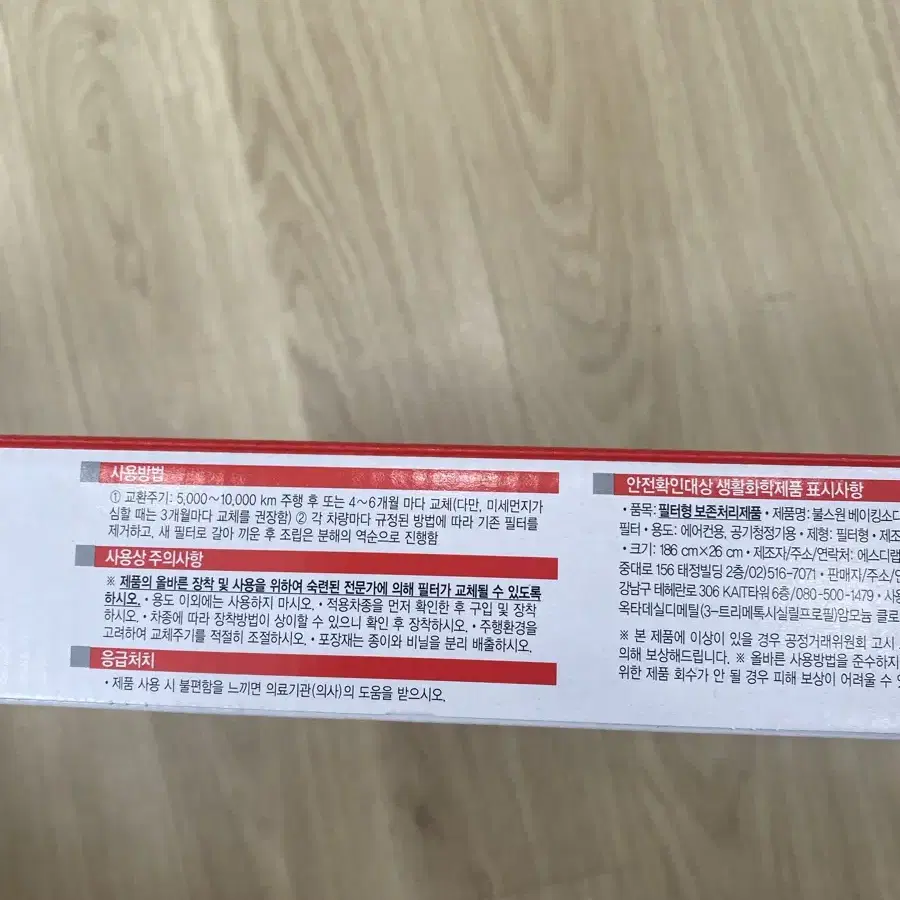 사용방법
① 교환주기: 5,000~10,000 km 주행 후 또는 4~6개월 마다 교체(다만, 미세먼지가
심할 때는 3개월마다 교체를 권장함) ② 각 차량마다 규정된 방법에 따라 기존 필터를
제거하고, 새 필터로 갈아 끼운 후 조립은 분해의 역순으로 진행함
사용상 주의사항
※ 제품의 올바른 장착 및 사용을 위하여 숙련된 전문가에 의해 필터가 교체될 수 있도록
하시오. • 용도 이외에는 사용하지 마시오. • 적용차종을 먼저 확인한 후 구입 및 장착
하시오. • 차종에 따라 장착방법이 상이할 수 있으니 확인 후 장착하시오. • 주행환경을
고려하여 교체주기를 적절히 조절하시오. • 포장재는 종이와 비닐을 분리 배출하시오.
응급처치
• 제품 사용 시 불편함을 느끼면 의료기관(의사)의 도움을 받으시오.
안전확인대상 생활화학제품 표시사항
• 품목: 필터형 보존처리제품 • 제품명: 불스원 베이킹소다
필터 • 용도: 에어컨용, 공기청정기용 • 제형: 필터형 • 제조
• 크기: 186 cm×26 cm • 제조자/주소/연락처: 에스디랩
중대로 156 태정빌딩 2층/02)516-7071 • 판매자/주소/연
강남구 테헤란로 306 KAIT타워 6층/080-500-1479 • 사용
옥타데실디메틸(3-트리메톡시실릴프로필)암모늄 클로
※ 본 제품에 이상이 있을 경우 공정거래위원회 고시
의해 보상해드립니다. ※ 올바른 사용방법을 준수하지
위한 제품 회수가 안 될 경우 피해 보상이 어려울 수